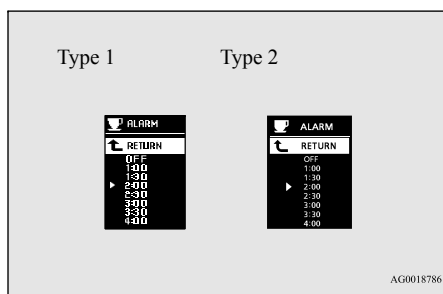 Type 1
Type 2
ALARM
RETURN
OFF
1:00
1:30
2:00
2:30
3:00
3:30
4:00
ALARM
RETURN
OFF
1:00
1:30
2:00
2:30
3:00
3:30
4:00
AG0018786